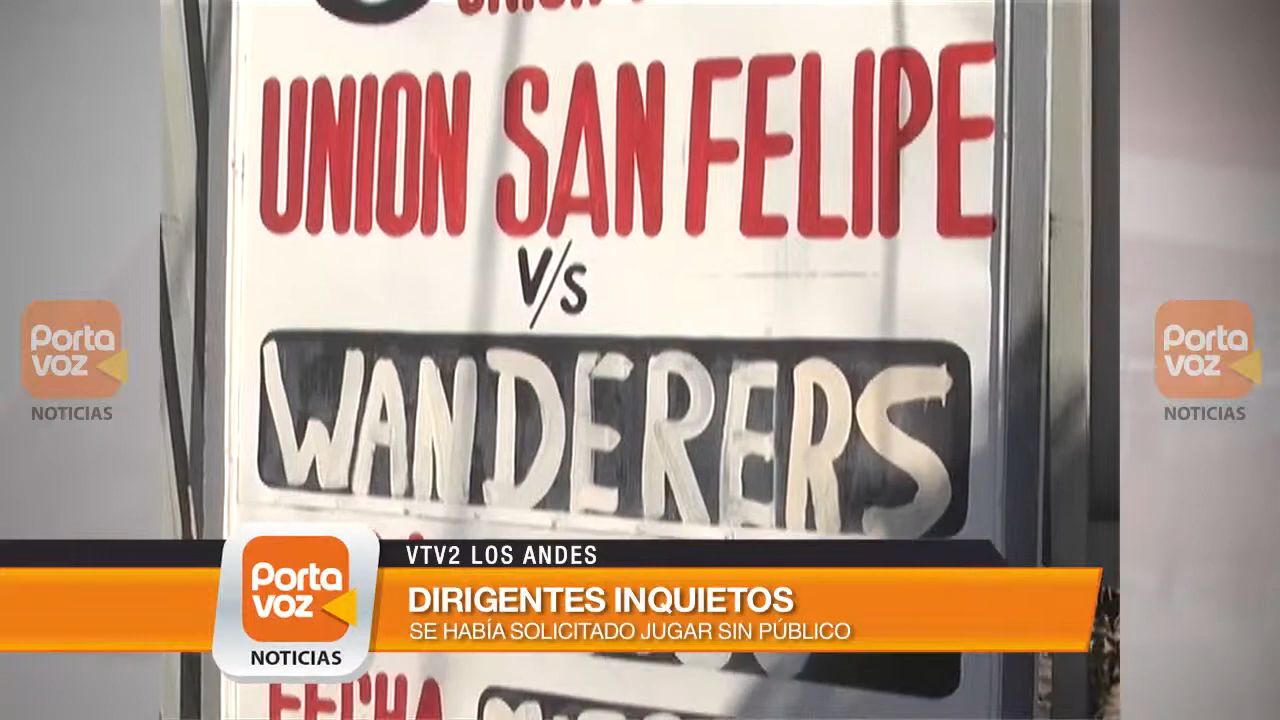 UNION SAN FELIPE
V/S
WANDERERS
Porta
voz
NOTICIAS
Porta
voz
NOTICIAS
VTV2 LOS ANDES
Porta
voz
NOTICIAS
DIRIGENTES INQUIETOS
SE HABÍA SOLICITADO JUGAR SIN PÚBLICO
FECHA